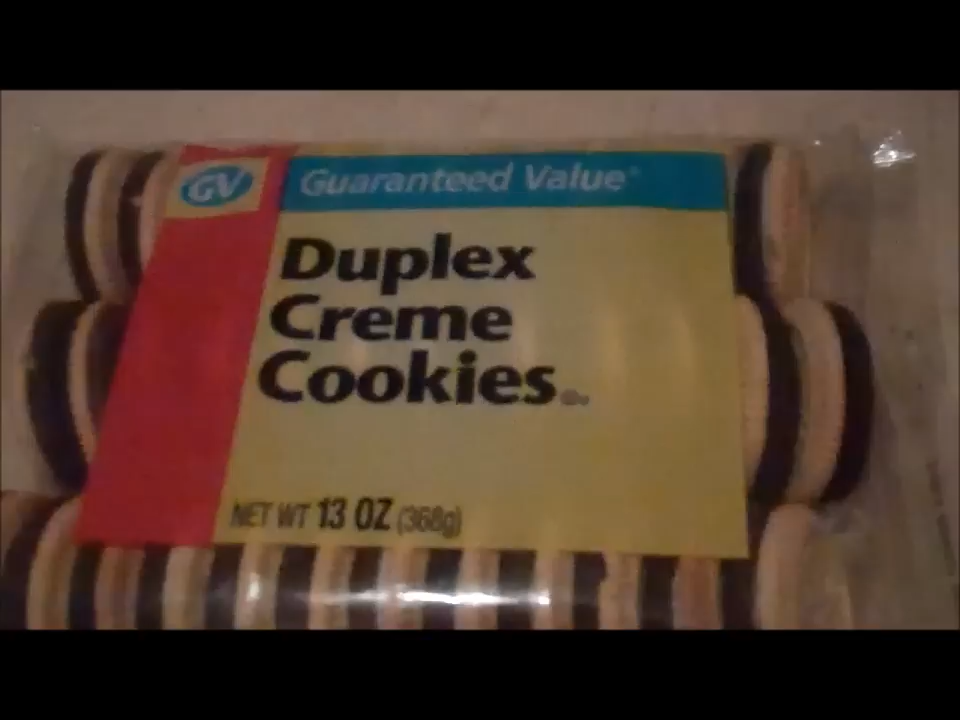 GV Guaranteed Value®
Duplex
Creme
Cookies
NET WT 13 OZ (368g)